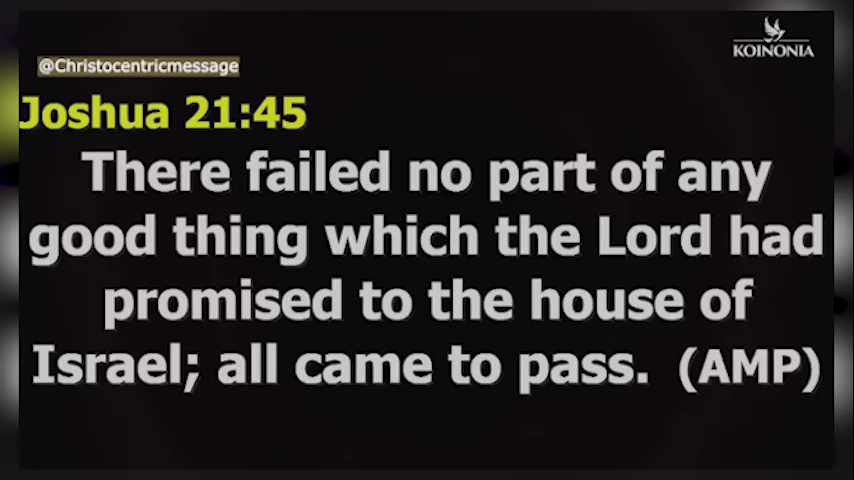 KOINONIA
@Christocentricmessage
Joshua 21:45
There failed no part of any
good thing which the Lord had
promised to the house of
Israel; all came to pass. (AMP)